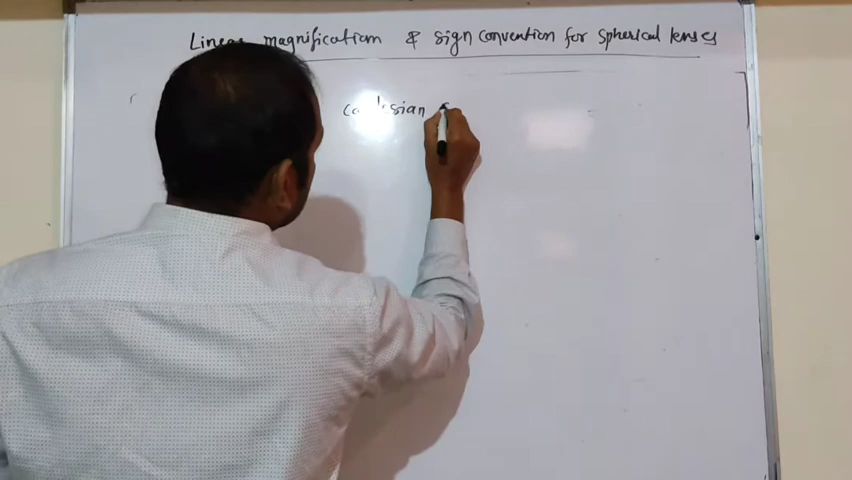 Linear magnification & sign convention for spherical lenses
cartesian s